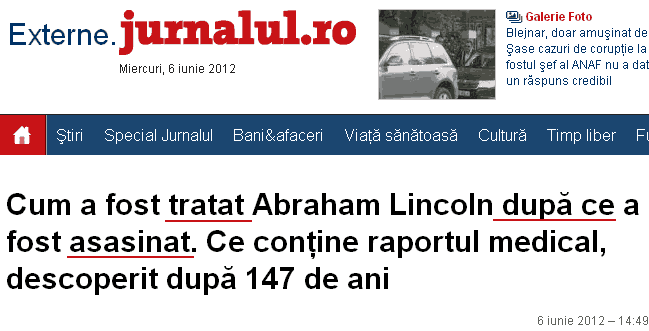 Externe.jurnalul.ro
Miercuri, 6 iunie 2012
Galerie Foto
Blejnar, doar amuşinat de
Şase cazuri de corupţie la
fostul şef al ANAF nu a dat
un răspuns credibil
Ştiri Special Jurnalul Bani&afaceri Viaţă sănătoasă Cultură Timp liber Fu
Cum a fost tratat Abraham Lincoln după ce a
fost asasinat. Ce conţine raportul medical,
descoperit după 147 de ani
6 iunie 2012 – 14:49